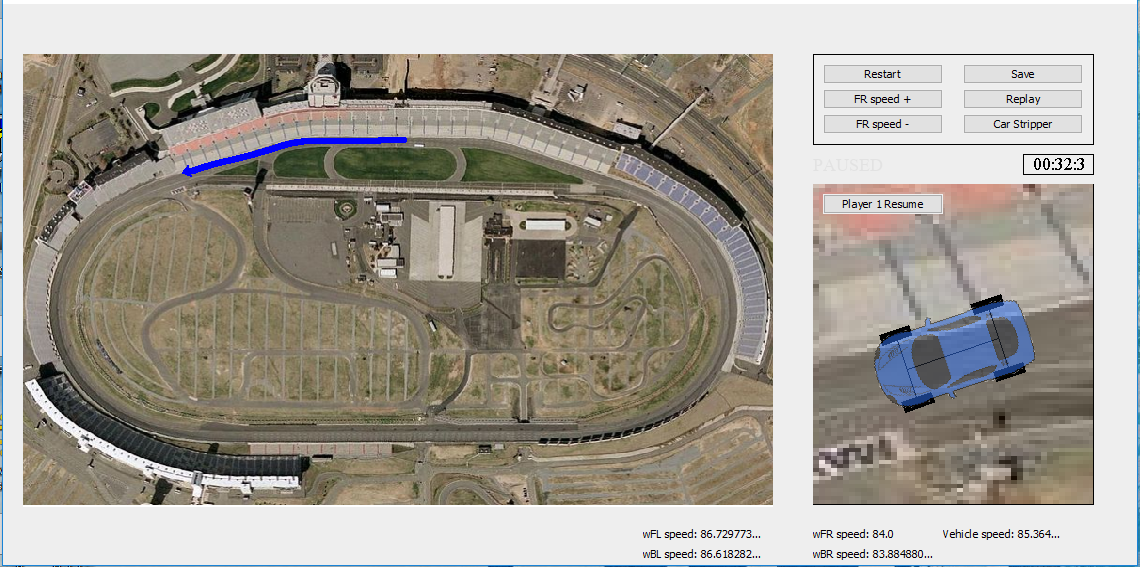 Restart
Save
FR speed +
Replay
FR speed -
Car Stripper
PAUSED
00:32:3
Player 1 Resume
wFL speed: 86.729773...
wFR speed: 84.0
Vehicle speed: 85.364...
wBL speed: 86.618282...
wBR speed: 83.884880...